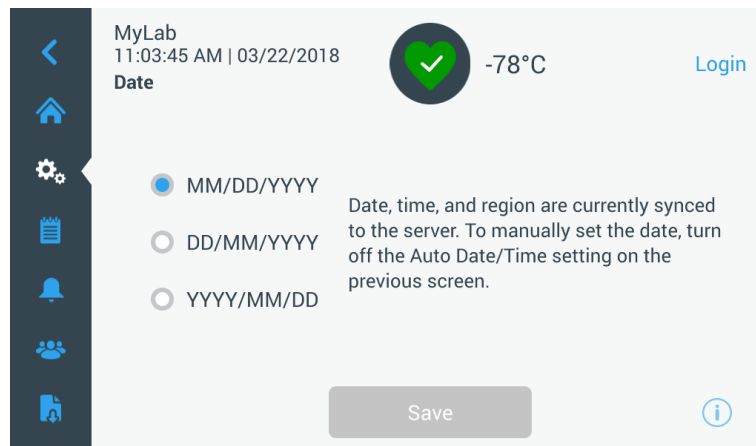 MyLab
11:03:45 AM | 03/22/2018
Date
-78°C
Login
MM/DD/YYYY
DD/MM/YYYY
YYYY/MM/DD
Date, time, and region are currently synced
to the server. To manually set the date, turn
off the Auto Date/Time setting on the
previous screen.
Save
i